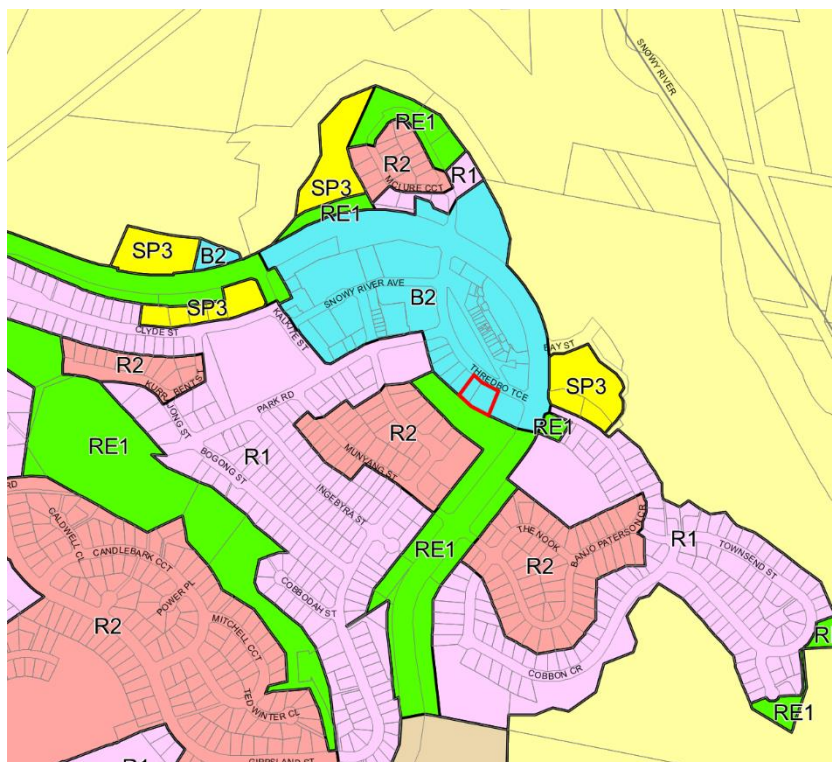 SNOWY RIVER
RE1
R2
SP3
MCLURE CCT
R1
RE1
SP3
B2
SNOWY RIVER AVE
B2
SP3
CLYDE ST
KALKITE ST
BAY ST
THREDBO TCE
SP3
R2
BENTS L
KURRAJONG ST
PARK RD
RE1
R2
RE1
R1
BOGONG ST
MUNYANG ST
INGEBYRA ST
RD
CALDWELL CL
CANDLEBARK CCT
POWER PL
RE1
THE NOOK
BANJO PATERSON CR
R1
TOWNSEND ST
R2
COBBODAH ST
R2
MITCHELL CCT
R
TED WINTER CL
COBBON CR
RE1
GIPPSLAND ST
R1